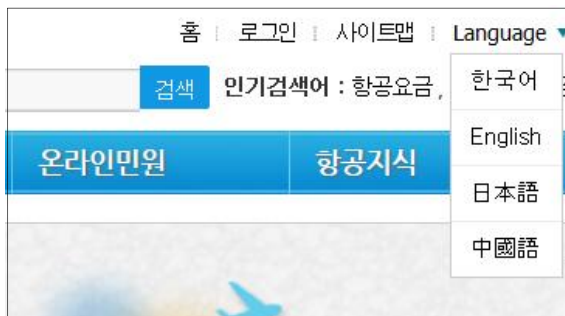 홈 로그인 사이트맵 Language
검색 인기검색어 : 항공요금,
한국어
English
온라인민원 항공지식
日本語
中國語